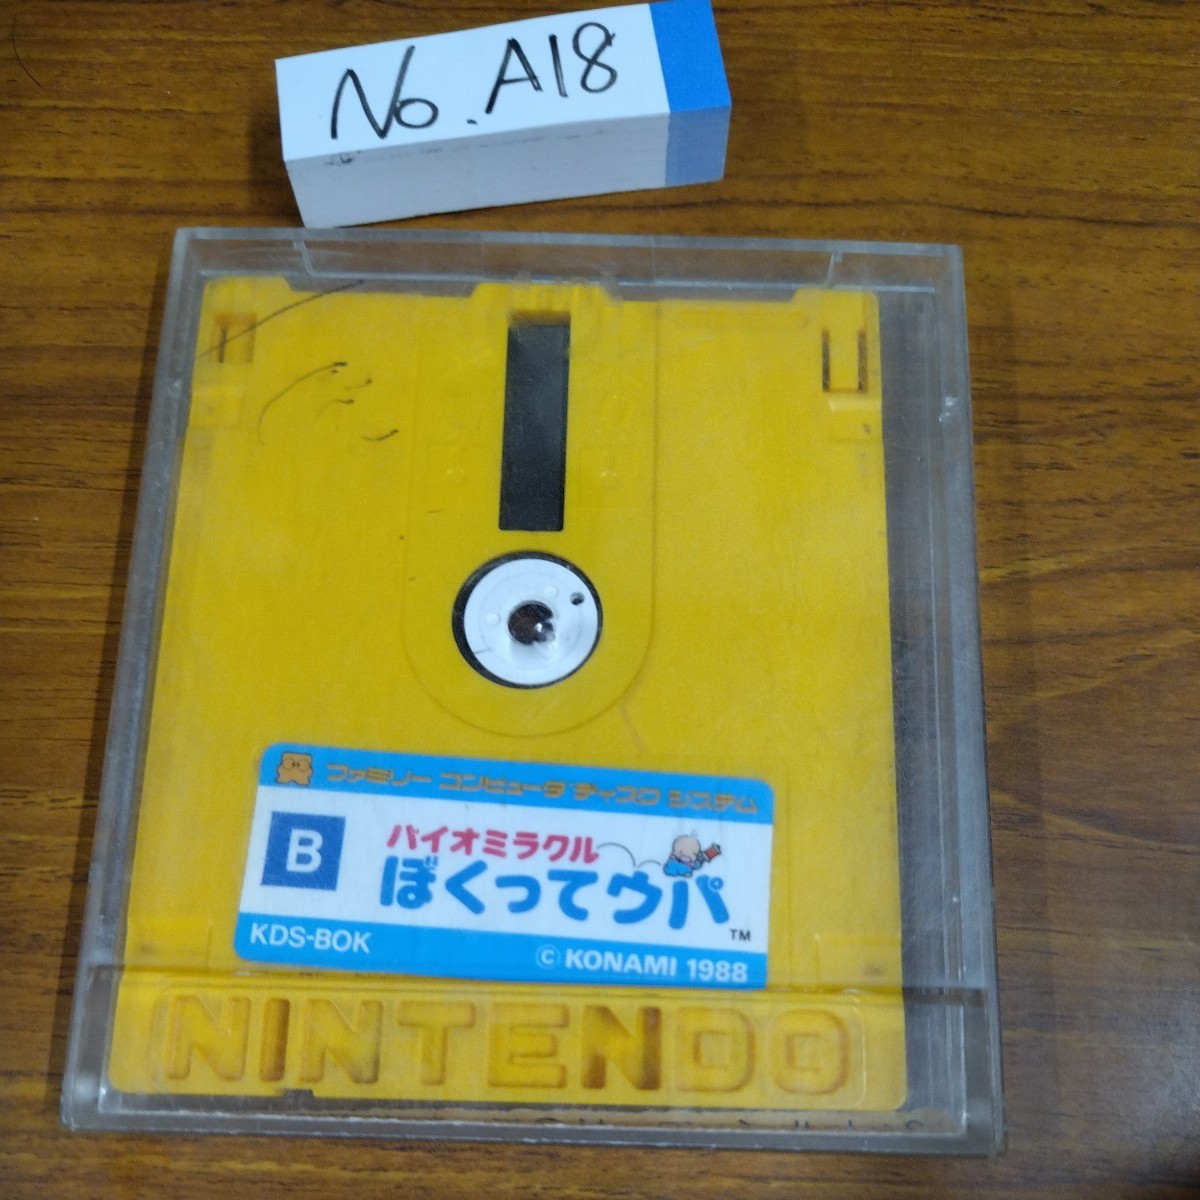 No. A18
ファミリー コンピュータ ディスク システム
B
バイオミラクル
ぼくってウパ
TM
KDS-BOK
© KONAMI 1988
NINTENDO